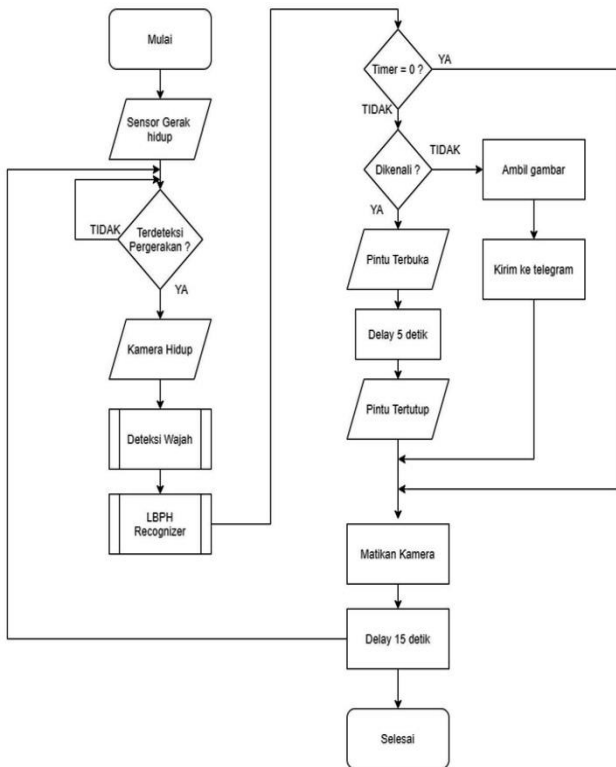 Mulai
Sensor Gerak
hidup
TIDAK
Terdeteksi
Pergerakan ?
YA
Kamera Hidup
Deteksi Wajah
LBPH
Recognizer
Timer = 0 ?
YA
TIDAK
Dikenali ?
TIDAK
Ambil gambar
YA
Pintu Terbuka
Kirim ke telegram
Delay 5 detik
Pintu Tertutup
Matikan Kamera
Delay 15 detik
Selesai